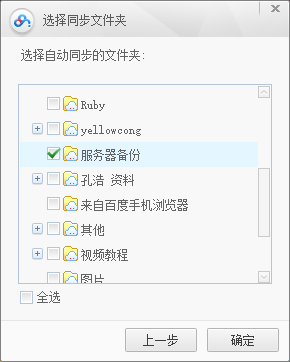 选择同步文件夹
选择自动同步的文件夹:
Ruby
yellowcong
服务器备份
孔浩 资料
来自百度手机浏览器
其他
视频教程
图片
全选
上一步
确定